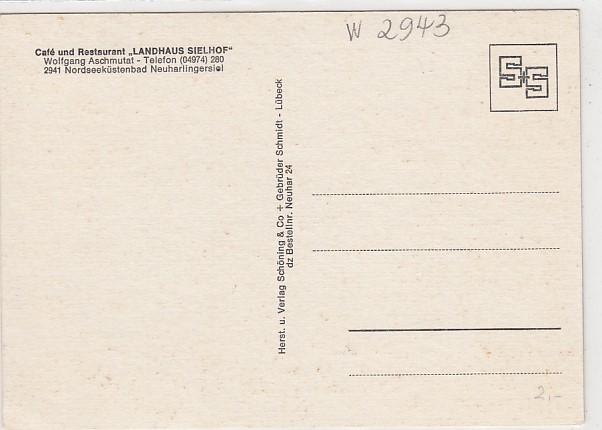 W 2943
Café und Restaurant „LANDHAUS SIELHOF"
Wolfgang Aschmutat - Telefon (04974) 280
2941 Nordseeküstenbad Neuharlingersiel
S+S
Herst. u. Verlag Schöning & Co + Gebrüder Schmidt - Lübeck
dz Bestellnr. Neuhar 24
2,-